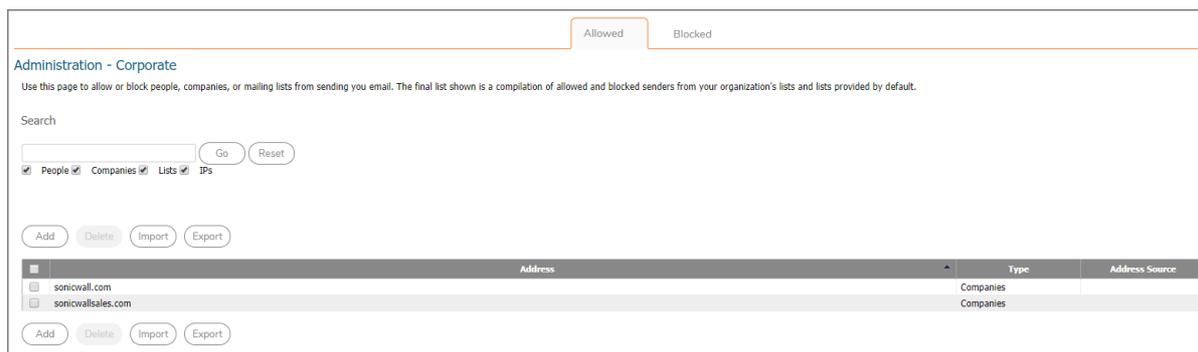 Allowed Blocked
Administration - Corporate
Use this page to allow or block people, companies, or mailing lists from sending you email. The final list shown is a compilation of allowed and blocked senders from your organization's lists and lists provided by default.
Search
Go Reset
People Companies Lists IPs
Add Delete Import Export
Address Type Address Source
sonicwall.com Companies
sonicwallsales.com Companies
Add Delete Import Export